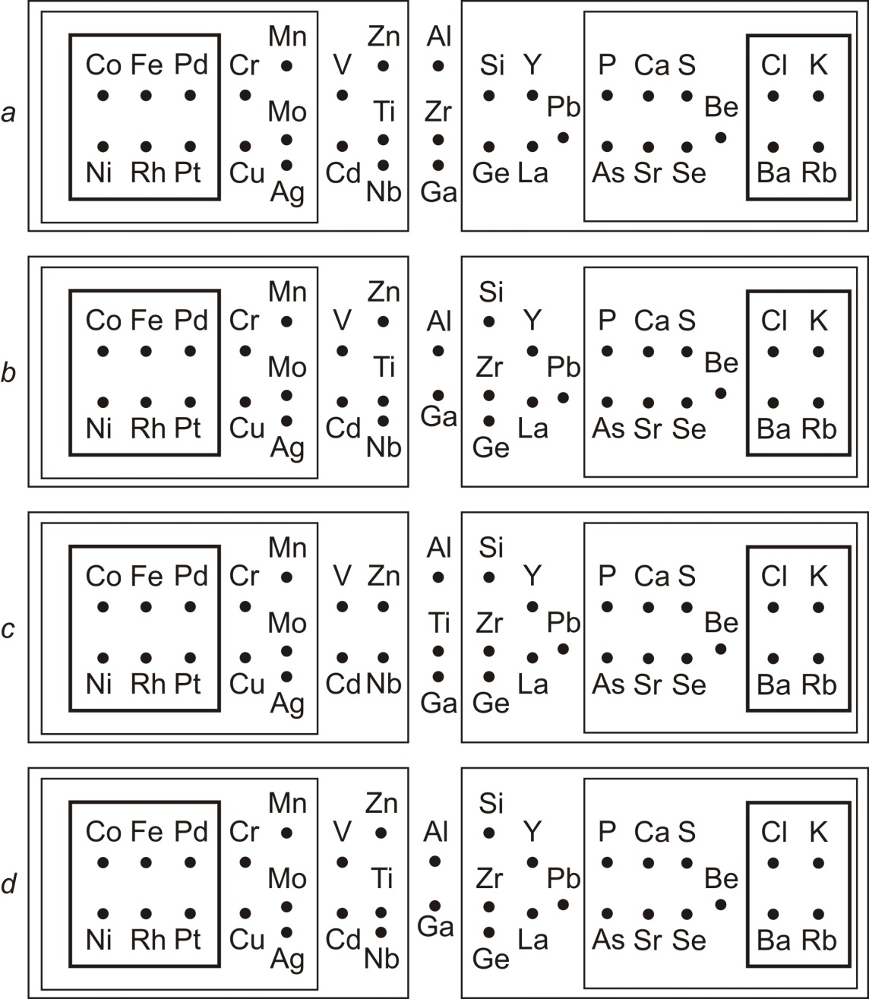 Mn Zn Al
Co Fe Pd Cr V Si Y P Ca S Cl K
a Mo Ti Zr Pb Be
Ni Rh Pt Cu Cd Ge La As Sr Se Ba Rb
Ag Nb Ga
Mn Zn Si
Co Fe Pd Cr V Al Y P Ca S Cl K
b Mo Ti Zr Pb Be
Ni Rh Pt Cu Cd Ga La As Sr Se Ba Rb
Ag Nb Ge
Mn Al Si
Co Fe Pd Cr V Zn Y P Ca S Cl K
c Mo Ti Zr Pb Be
Ni Rh Pt Cu Cd Nb La As Sr Se Ba Rb
Ag Ga Ge
Mn Zn Si
Co Fe Pd Cr V Al Y P Ca S Cl K
d Mo Ti Zr Pb Be
Ni Rh Pt Cu Cd Ga La As Sr Se Ba Rb
Ag Nb Ge